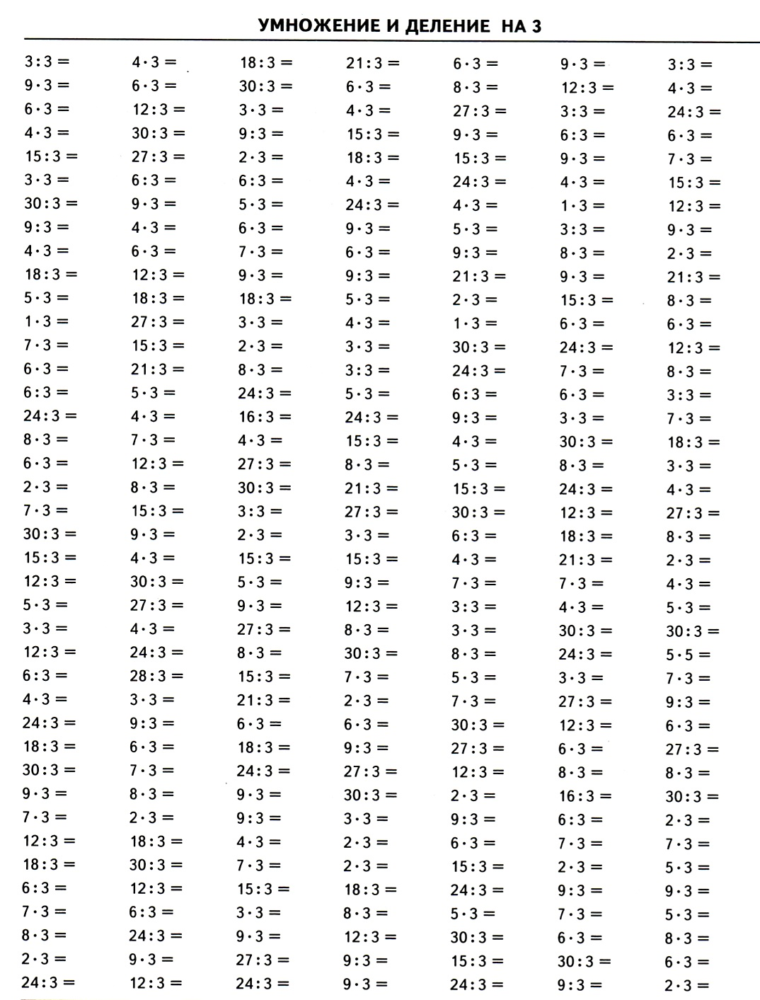 УМНОЖЕНИЕ И ДЕЛЕНИЕ НА 3
3:3= 4·3= 18:3= 21:3= 6·3= 9·3= 3:3=
9·3= 6·3= 30:3= 6·3= 8·3= 12:3= 4·3=
6·3= 12:3= 3·3= 4·3= 27:3= 3:3= 24:3=
4·3= 30:3= 9:3= 15:3= 9·3= 6:3= 6·3=
15:3= 27:3= 2·3= 18:3= 15:3= 9·3= 7·3=
3·3= 6:3= 6:3= 4·3= 24:3= 4·3= 15:3=
30:3= 9·3= 5·3= 24:3= 4·3= 1·3= 12:3=
9:3= 4·3= 6·3= 9·3= 5·3= 3:3= 9·3=
4·3= 6·3= 7·3= 6·3= 9:3= 8·3= 2·3=
18:3= 12:3= 9·3= 9:3= 21:3= 9·3= 21:3=
5·3= 18:3= 18:3= 5·3= 2·3= 15:3= 8·3=
1·3= 27:3= 3·3= 4·3= 1·3= 6·3= 6·3=
7·3= 15:3= 2·3= 3·3= 30:3= 24:3= 12:3=
6·3= 21:3= 8·3= 3:3= 24:3= 7·3= 8·3=
6:3= 5·3= 24:3= 5·3= 6:3= 6·3= 3:3=
24:3= 4·3= 16:3= 24:3= 9:3= 3·3= 7·3=
8·3= 7·3= 4·3= 15:3= 4·3= 30:3= 18:3=
6·3= 12:3= 27:3= 8·3= 5·3= 8·3= 3·3=
2·3= 8·3= 30:3= 21:3= 15:3= 24:3= 4·3=
7·3= 15:3= 3:3= 27:3= 30:3= 12:3= 27:3=
30:3= 9·3= 2·3= 3·3= 6:3= 18:3= 8·3=
15:3= 4·3= 15:3= 15:3= 4·3= 21:3= 2·3=
12:3= 30:3= 5·3= 9:3= 7·3= 7·3= 4·3=
5·3= 27:3= 9·3= 12:3= 3:3= 4·3= 5·3=
3·3= 4·3= 27:3= 8·3= 3·3= 30:3= 30:3=
12:3= 24:3= 8·3= 30:3= 8·3= 24:3= 5·5=
6:3= 28:3= 15:3= 7·3= 5·3= 3·3= 7·3=
4·3= 3·3= 21:3= 2·3= 7·3= 27:3= 9:3=
24:3= 9:3= 6·3= 6·3= 30:3= 12:3= 6·3=
18:3= 6·3= 18:3= 9:3= 27:3= 6·3= 27:3=
30:3= 7·3= 24:3= 27:3= 12:3= 8·3= 8·3=
9·3= 8·3= 9·3= 30:3= 2·3= 16:3= 30:3=
7·3= 2·3= 9:3= 3·3= 9:3= 6:3= 2·3=
12:3= 18:3= 4·3= 2·3= 6·3= 7·3= 7·3=
18:3= 30:3= 7·3= 2·3= 15:3= 2·3= 5·3=
6:3= 12:3= 15:3= 18:3= 24:3= 9:3= 9·3=
7·3= 6:3= 3·3= 8·3= 5·3= 7·3= 5·3=
8·3= 24:3= 9·3= 12:3= 30:3= 6·3= 8·3=
2·3= 9·3= 27:3= 9:3= 15:3= 30:3= 6·3=
24:3= 12:3= 24:3= 9·3= 24:3= 9:3= 2·3=